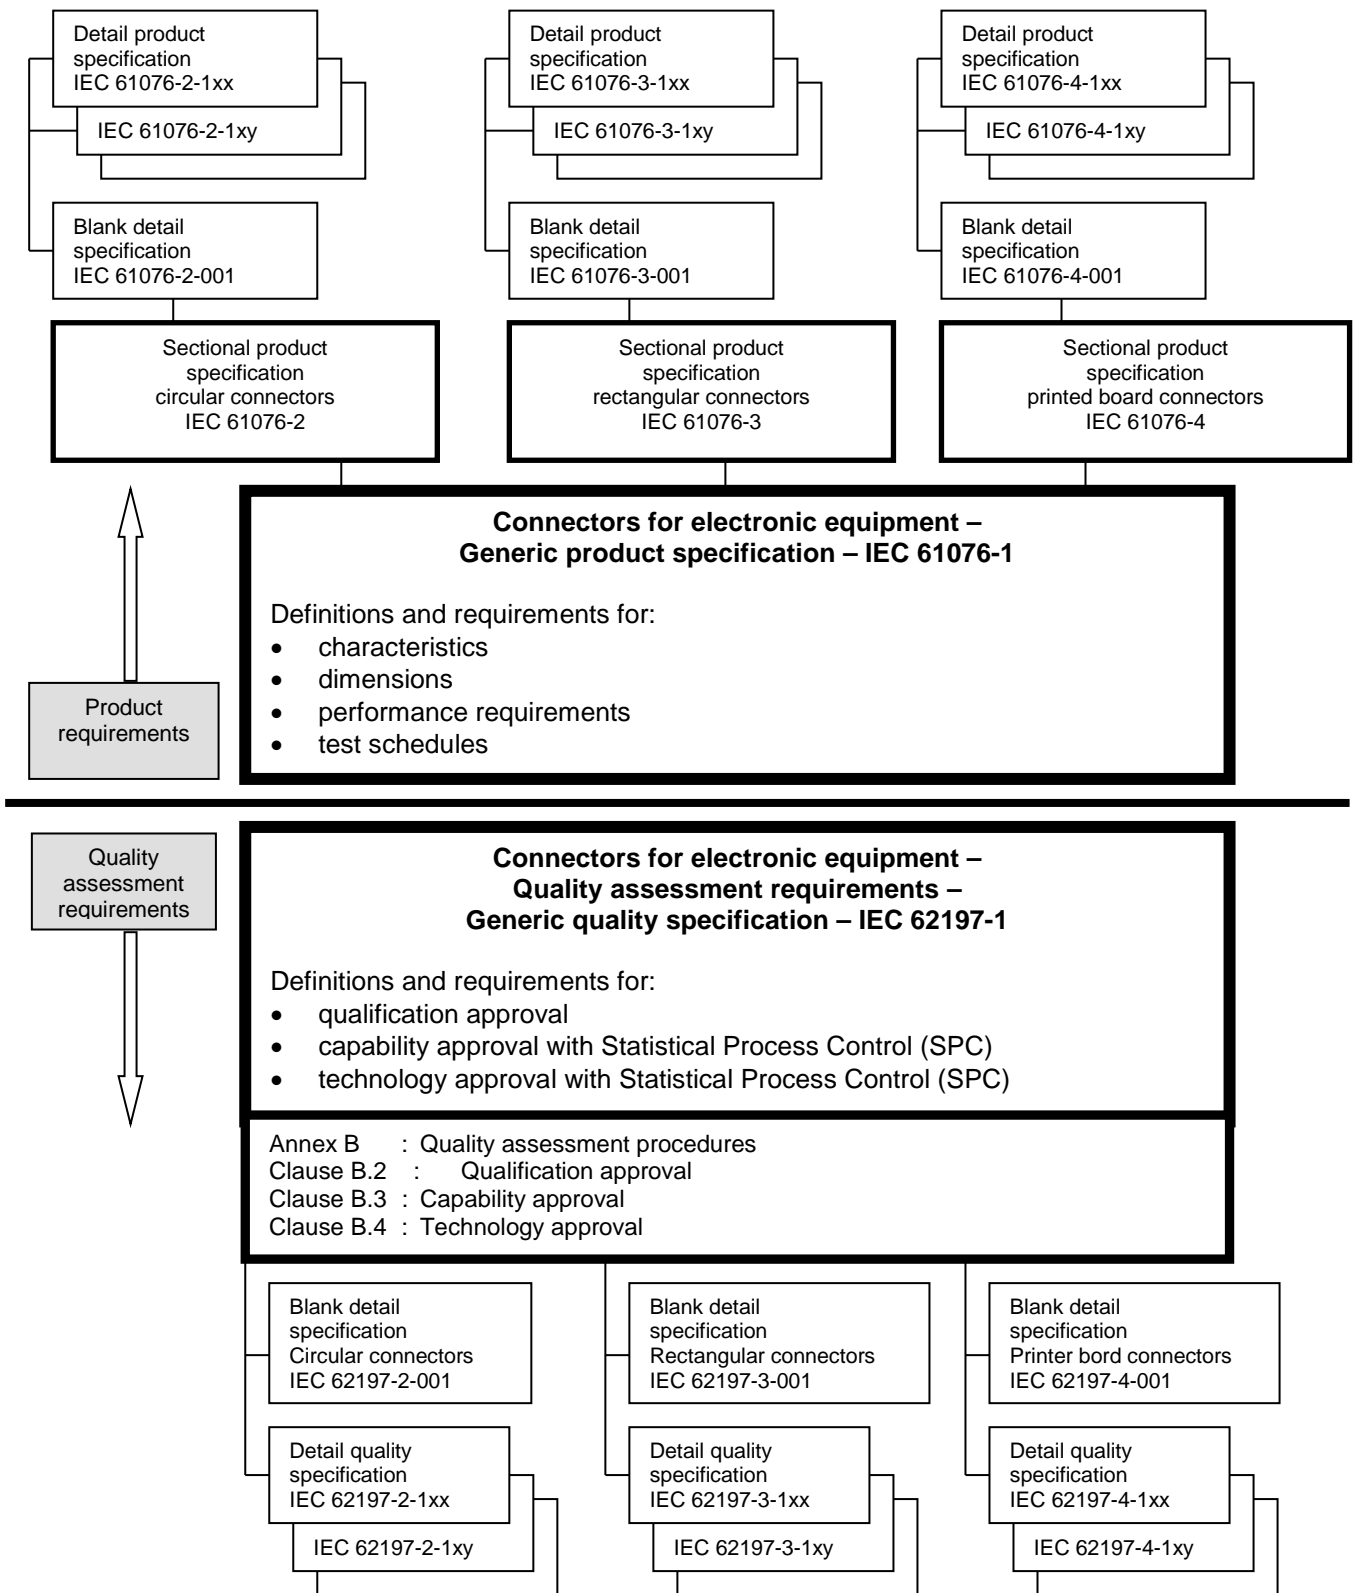 Detail product
specification
IEC 61076-2-1xx
IEC 61076-2-1xy
Detail product
specification
IEC 61076-3-1xx
IEC 61076-3-1xy
Detail product
specification
IEC 61076-4-1xx
IEC 61076-4-1xy
Blank detail
specification
IEC 61076-2-001
Blank detail
specification
IEC 61076-3-001
Blank detail
specification
IEC 61076-4-001
Sectional product
specification
circular connectors
IEC 61076-2
Sectional product
specification
rectangular connectors
IEC 61076-3
Sectional product
specification
printed board connectors
IEC 61076-4
Connectors for electronic equipment –
Generic product specification – IEC 61076-1
Definitions and requirements for:
• characteristics
• dimensions
• performance requirements
• test schedules
Product
requirements
Quality
assessment
requirements
Connectors for electronic equipment –
Quality assessment requirements –
Generic quality specification – IEC 62197-1
Definitions and requirements for:
• qualification approval
• capability approval with Statistical Process Control (SPC)
• technology approval with Statistical Process Control (SPC)
Annex B : Quality assessment procedures
Clause B.2 : Qualification approval
Clause B.3 : Capability approval
Clause B.4 : Technology approval
Blank detail
specification
Circular connectors
IEC 62197-2-001
Blank detail
specification
Rectangular connectors
IEC 62197-3-001
Blank detail
specification
Printer bord connectors
IEC 62197-4-001
Detail quality
specification
IEC 62197-2-1xx
IEC 62197-2-1xy
Detail quality
specification
IEC 62197-3-1xx
IEC 62197-3-1xy
Detail quality
specification
IEC 62197-4-1xx
IEC 62197-4-1xy